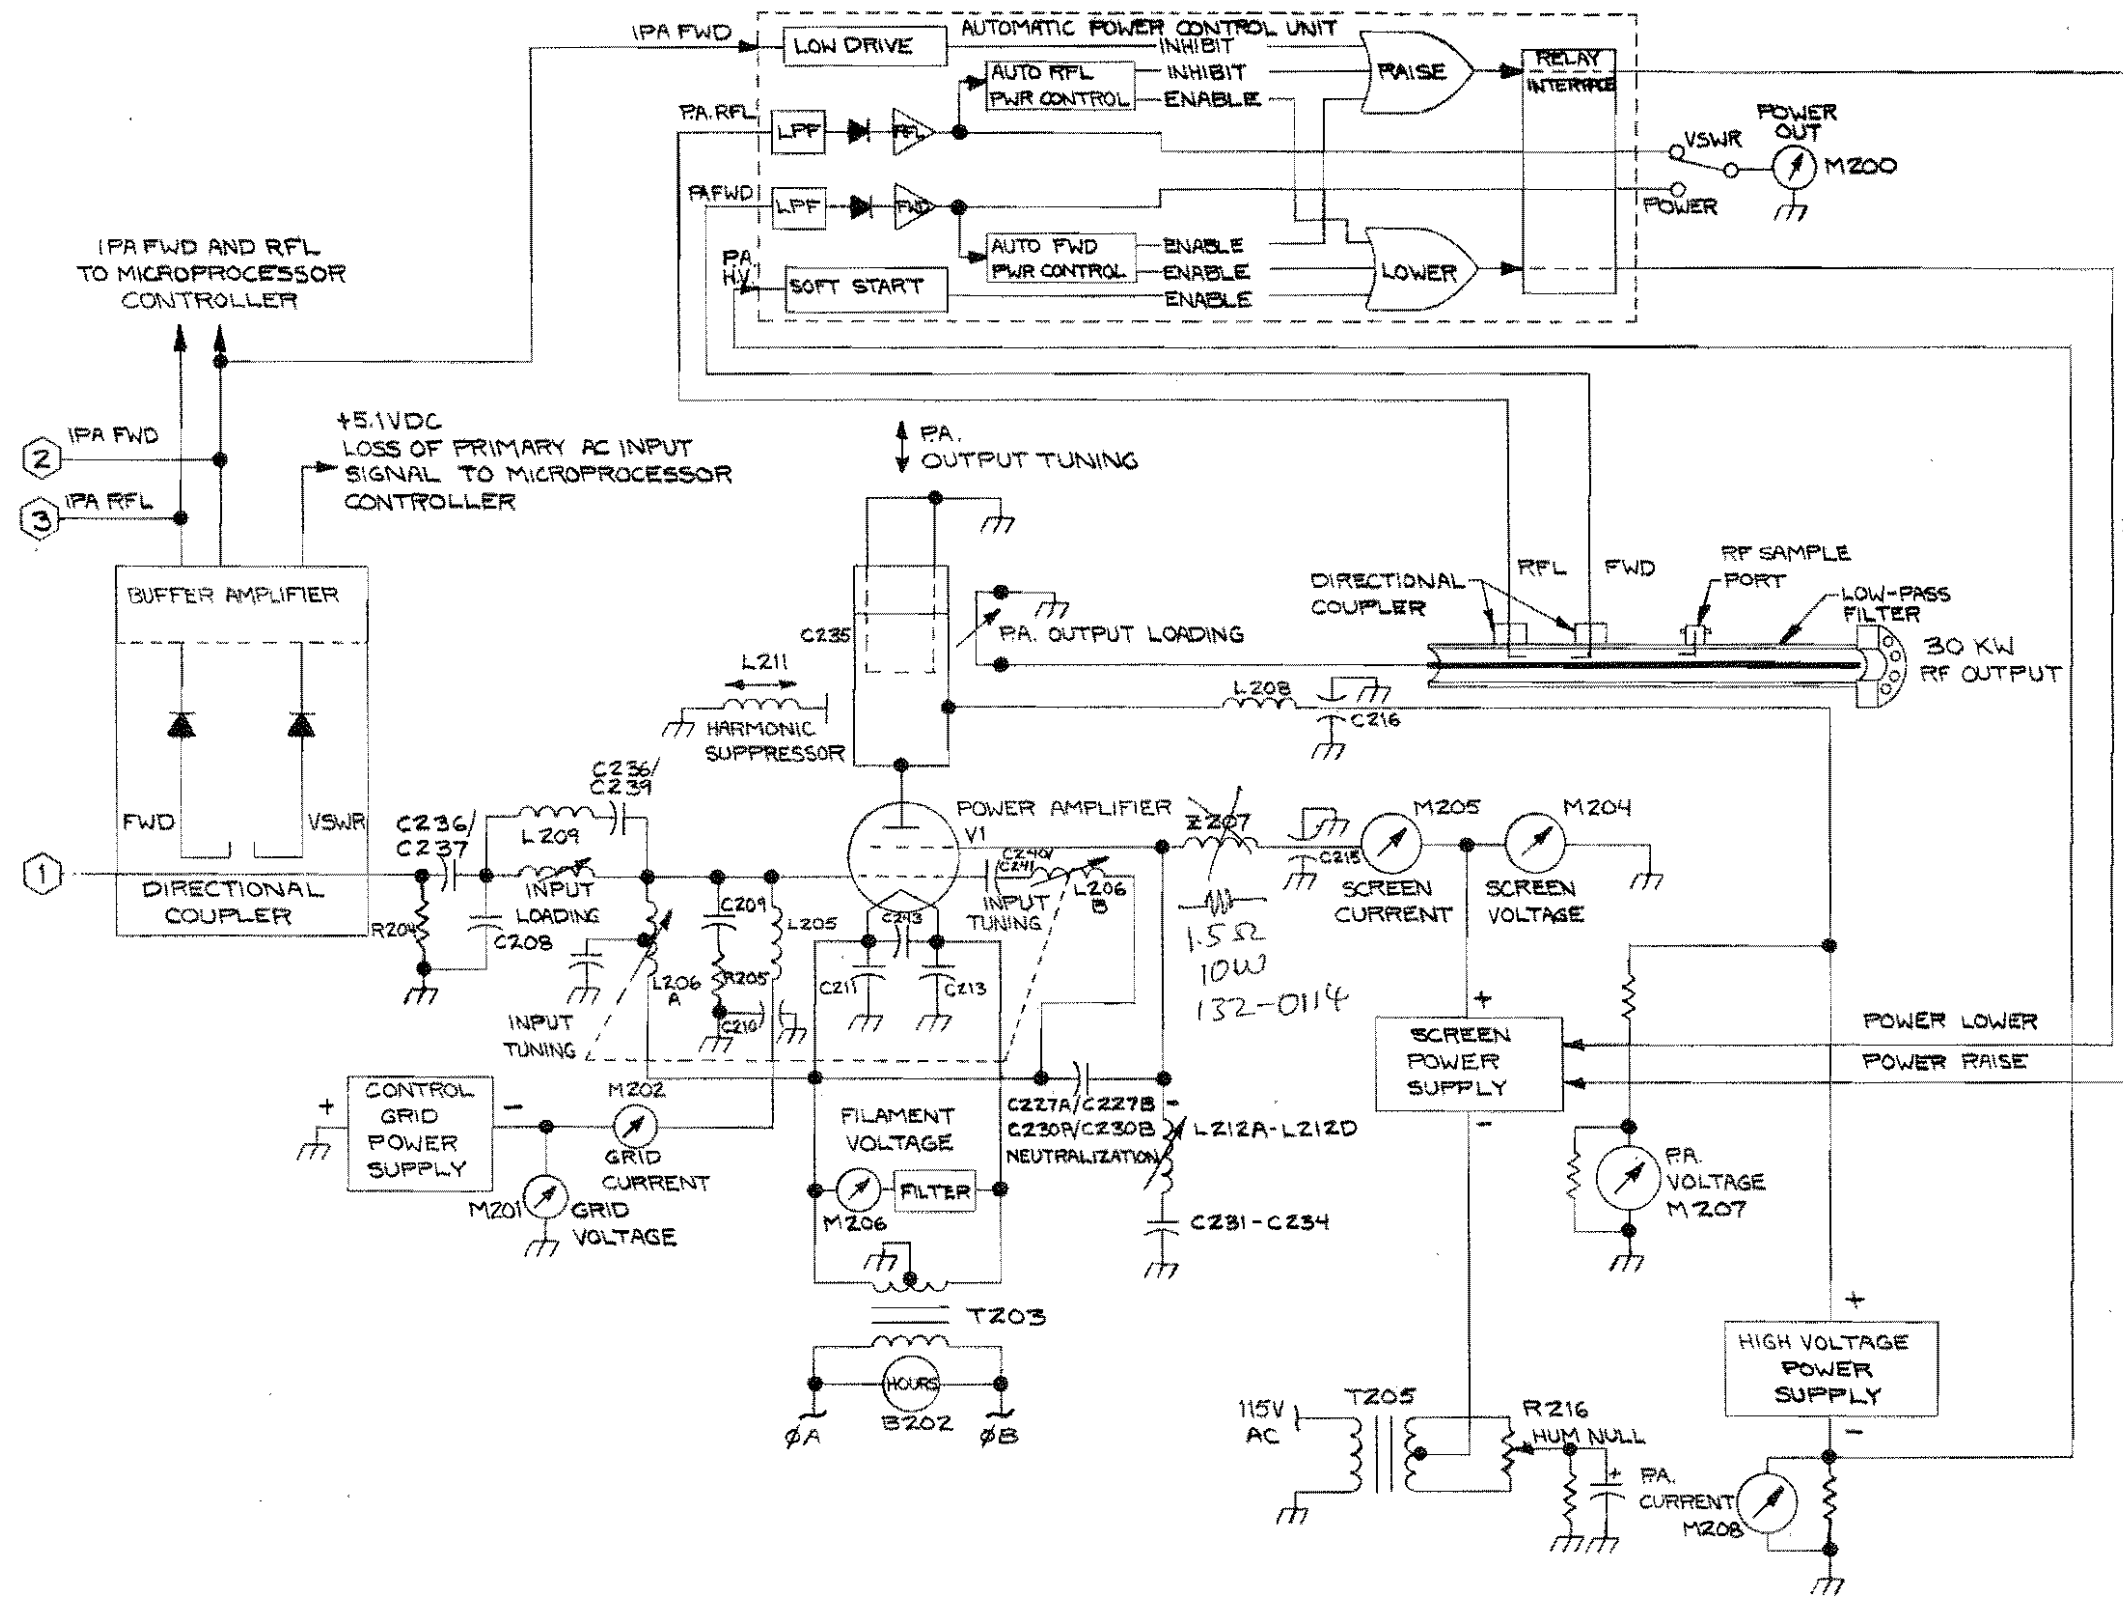 AUTOMATIC POWER CONTROL UNIT
IPA FWD
LOW DRIVE
INHIBIT
AUTO RFL
PWR CONTROL
INHIBIT
ENABLE
RAISE
RELAY
INTERFACE
P.A. RFL
LPF
RFL
VSWR
POWER
OUT
M200
POWER
PA FWD
LPF
FWD
AUTO FWD
PWR CONTROL
ENABLE
ENABLE
ENABLE
LOWER
P.A.
H.V.
SOFT START
IPA FWD AND RFL
TO MICROPROCESSOR
CONTROLLER
2
IPA FWD
3
IPA RFL
+5.1VDC
LOSS OF PRIMARY AC INPUT
SIGNAL TO MICROPROCESSOR
CONTROLLER
P.A.
OUTPUT TUNING
BUFFER AMPLIFIER
FWD
VSWR
1
DIRECTIONAL
COUPLER
C235
P.A. OUTPUT LOADING
DIRECTIONAL
COUPLER
RFL
FWD
RF SAMPLE
PORT
LOW-PASS
FILTER
30 KW
RF OUTPUT
L211
HARMONIC
SUPPRESSOR
L208
C216
C236/
C237
C236/
C239
L209
INPUT
LOADING
C208
R204
L206
A
INPUT
TUNING
C209
R205
C210
L205
POWER AMPLIFIER
V1
C240/
C241
INPUT
TUNING
L206
B
C243
C211
C213
Z207
C215
1.5 Ω
10W
132-0114
M205
SCREEN
CURRENT
M204
SCREEN
VOLTAGE
SCREEN
POWER
SUPPLY
+
-
POWER LOWER
POWER RAISE
CONTROL
GRID
POWER
SUPPLY
+
-
M202
GRID
CURRENT
M201
GRID
VOLTAGE
FILAMENT
VOLTAGE
M206
FILTER
C227A/C227B
C230A/C230B
NEUTRALIZATION
L212A-L212D
C231-C234
T203
HOURS
B202
ØA
ØB
P.A.
VOLTAGE
M207
+
HIGH VOLTAGE
POWER
SUPPLY
-
115V
AC
T205
R216
HUM NULL
+
P.A.
CURRENT
M208